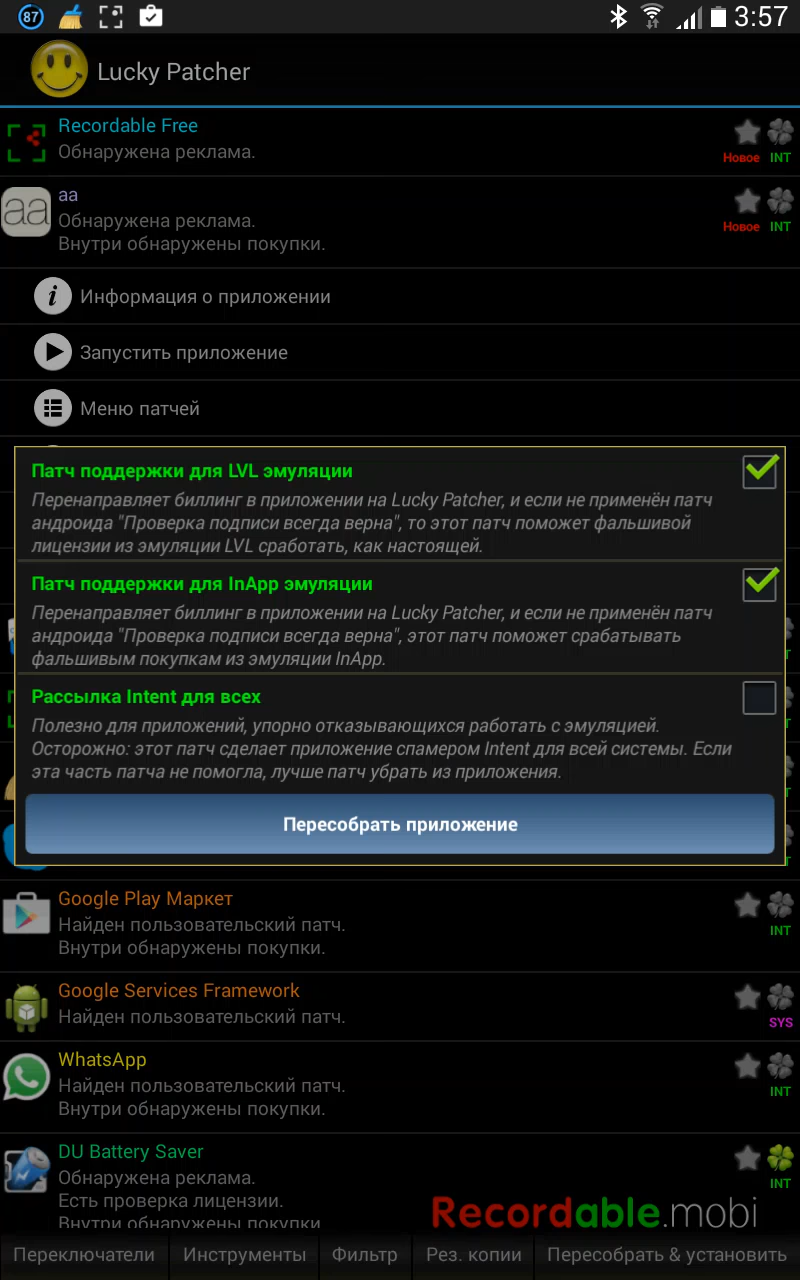 87
3:57
Lucky Patcher
Recordable Free
Обнаружена реклама.
Новое INT
aa
aa
Обнаружена реклама.
Внутри обнаружены покупки.
Новое INT
Информация о приложении
Запустить приложение
Меню патчей
Патч поддержки для LVL эмуляции
Перенаправляет биллинг в приложении на Lucky Patcher, и если не применён патч
андроида "Проверка подписи всегда верна", то этот патч поможет фальшивой
лицензии из эмуляции LVL сработать, как настоящей.
Патч поддержки для InApp эмуляции
Перенаправляет биллинг в приложении на Lucky Patcher, и если не применён патч
андроида "Проверка подписи всегда верна", этот патч поможет срабатывать
фальшивым покупкам из эмуляции InApp.
Рассылка Intent для всех
Полезно для приложений, упорно отказывающихся работать с эмуляцией.
Осторожно: этот патч сделает приложение спамером Intent для всей системы. Если
эта часть патча не помогла, лучше патч убрать из приложения.
Пересобрать приложение
Google Play Маркет
Найден пользовательский патч.
Внутри обнаружены покупки.
INT
Google Services Framework
Найден пользовательский патч.
SYS
WhatsApp
Найден пользовательский патч.
Внутри обнаружены покупки.
INT
DU Battery Saver
Обнаружена реклама.
Есть проверка лицензии.
Внутри обнаружены покупки
INT
Recordable.mobi
Переключатели Инструменты Фильтр Рез. копии Пересобрать & установить